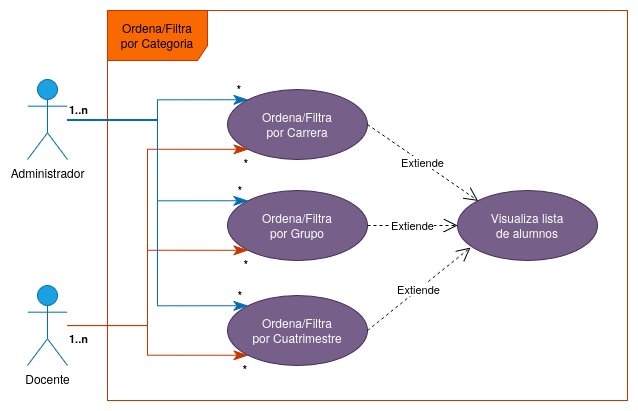 Ordena/Filtra
por Categoria
*
1..n
Ordena/Filtra
por Carrera
*
Extiende
Administrador
*
Ordena/Filtra
por Grupo
Extiende
Visualiza lista
de alumnos
*
*
Extiende
1..n
Ordena/Filtra
por Cuatrimestre
*
Docente